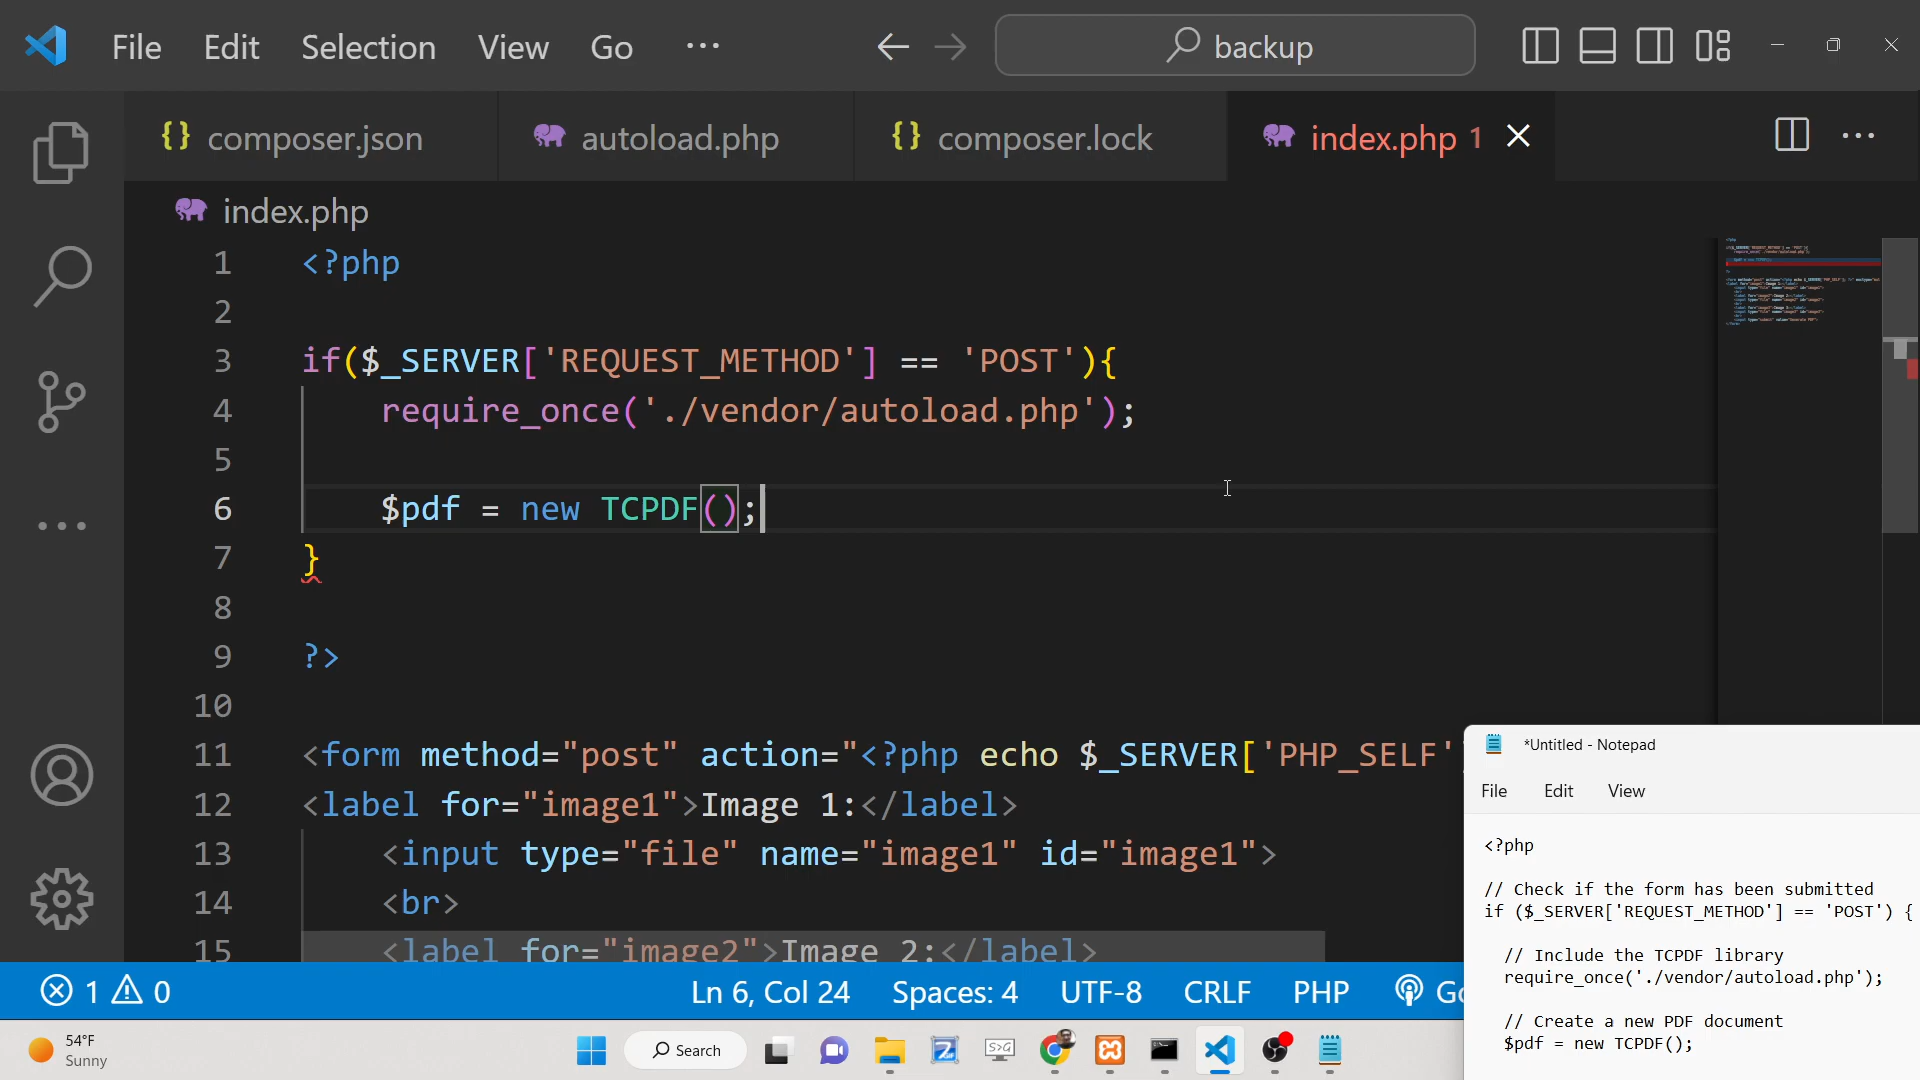 File Edit Selection View Go ··· backup
{} composer.json autoload.php {} composer.lock index.php 1
index.php
1 <?php
2
3 if($_SERVER['REQUEST_METHOD'] == 'POST'){
4 require_once('./vendor/autoload.php');
5
6 $pdf = new TCPDF();
7 }
8
9 ?>
10
11 <form method="post" action="<?php echo $_SERVER['PHP_SELF'
12 <label for="image1">Image 1:</label>
13 <input type="file" name="image1" id="image1">
14 <br>
15 <label for="image2">Image 2:</label>
1 0 Ln 6, Col 24 Spaces: 4 UTF-8 CRLF PHP
*Untitled - Notepad
File Edit View
<?php
// Check if the form has been submitted
if ($_SERVER['REQUEST_METHOD'] == 'POST') {
// Include the TCPDF library
require_once('./vendor/autoload.php');
// Create a new PDF document
$pdf = new TCPDF();
54°F
Sunny
Search